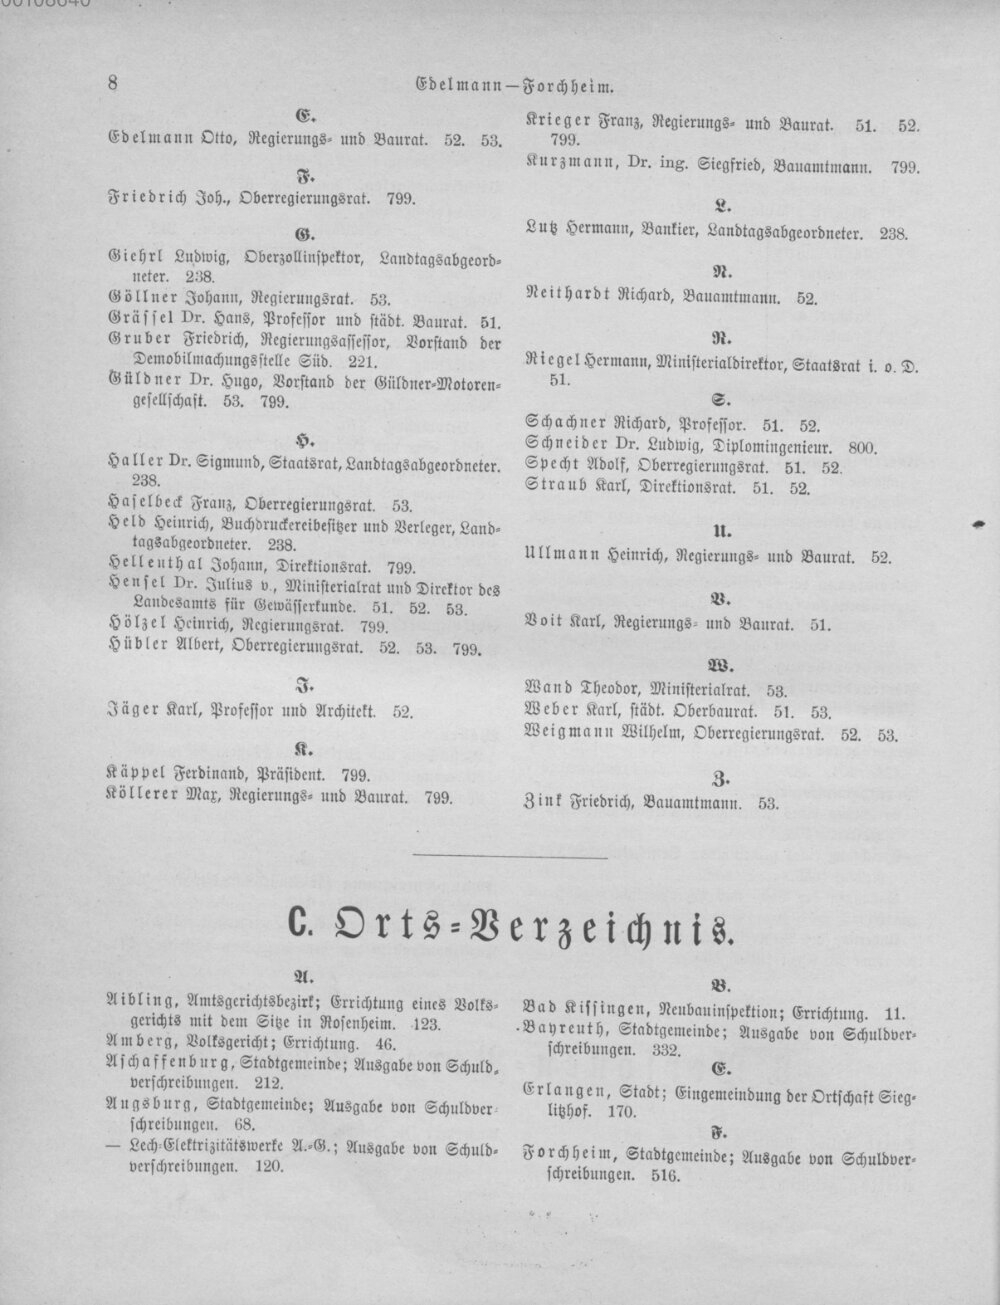 00108640
8
Edelmann—Forchheim.
E.
Edelmann Otto, Regierungs- und Baurat. 52. 53.
F.
Friedrich Joh., Oberregierungsrat. 799.
G.
Giehrl Ludwig, Oberzollinspektor, Landtagsabgeord-
neter. 238.
Göllner Johann, Regierungsrat. 53.
Grässel Dr. Hans, Professor und städt. Baurat. 51.
Gruber Friedrich, Regierungsassessor, Vorstand der
Demobilmachungsstelle Süd. 221.
Güldner Dr. Hugo, Vorstand der Güldner-Motoren-
gesellschaft. 53. 799.
H.
Haller Dr. Sigmund, Staatsrat, Landtagsabgeordneter.
238.
Haselbeck Franz, Oberregierungsrat. 53.
Held Heinrich, Buchdruckereibesitzer und Verleger, Land-
tagsabgeordneter. 238.
Hellenthal Johann, Direktionsrat. 799.
Hensel Dr. Julius v., Ministerialrat und Direktor des
Landesamts für Gewässerkunde. 51. 52. 53.
Hölzel Heinrich, Regierungsrat. 799.
Hübler Albert, Oberregierungsrat. 52. 53. 799.
J.
Jäger Karl, Professor und Architekt. 52.
K.
Käppel Ferdinand, Präsident. 799.
Köllerer Max, Regierungs- und Baurat. 799.
Krieger Franz, Regierungs- und Baurat. 51. 52.
799.
Kurzmann, Dr. ing. Siegfried, Bauamtmann. 799.
L.
Lutz Hermann, Bankier, Landtagsabgeordneter. 238.
N.
Neithardt Richard, Bauamtmann. 52.
R.
Riegel Hermann, Ministerialdirektor, Staatsrat i. o. D.
51.
S.
Schachner Richard, Professor. 51. 52.
Schneider Dr. Ludwig, Diplomingenieur. 800.
Specht Adolf, Oberregierungsrat. 51. 52.
Straub Karl, Direktionsrat. 51. 52.
U.
Ullmann Heinrich, Regierungs- und Baurat. 52.
V.
Voit Karl, Regierungs- und Baurat. 51.
W.
Wand Theodor, Ministerialrat. 53.
Weber Karl, städt. Oberbaurat. 51. 53.
Weigmann Wilhelm, Oberregierungsrat. 52. 53.
Z.
Zink Friedrich, Bauamtmann. 53.
C. Orts-Verzeichnis.
A.
Aibling, Amtsgerichtsbezirk; Errichtung eines Volks-
gerichts mit dem Sitze in Rosenheim. 123.
Amberg, Volksgericht; Errichtung. 46.
Aschaffenburg, Stadtgemeinde; Ausgabe von Schuld-
verschreibungen. 212.
Augsburg, Stadtgemeinde; Ausgabe von Schuldver-
schreibungen. 68.
— Lech-Elektrizitätswerke A.-G.; Ausgabe von Schuld-
verschreibungen. 120.
B.
Bad Kissingen, Neubauinspektion; Errichtung. 11.
Bayreuth, Stadtgemeinde; Ausgabe von Schuldver-
schreibungen. 332.
E.
Erlangen, Stadt; Eingemeindung der Ortschaft Sieg-
litzhof. 170.
F.
Forchheim, Stadtgemeinde; Ausgabe von Schuldver-
schreibungen. 516.